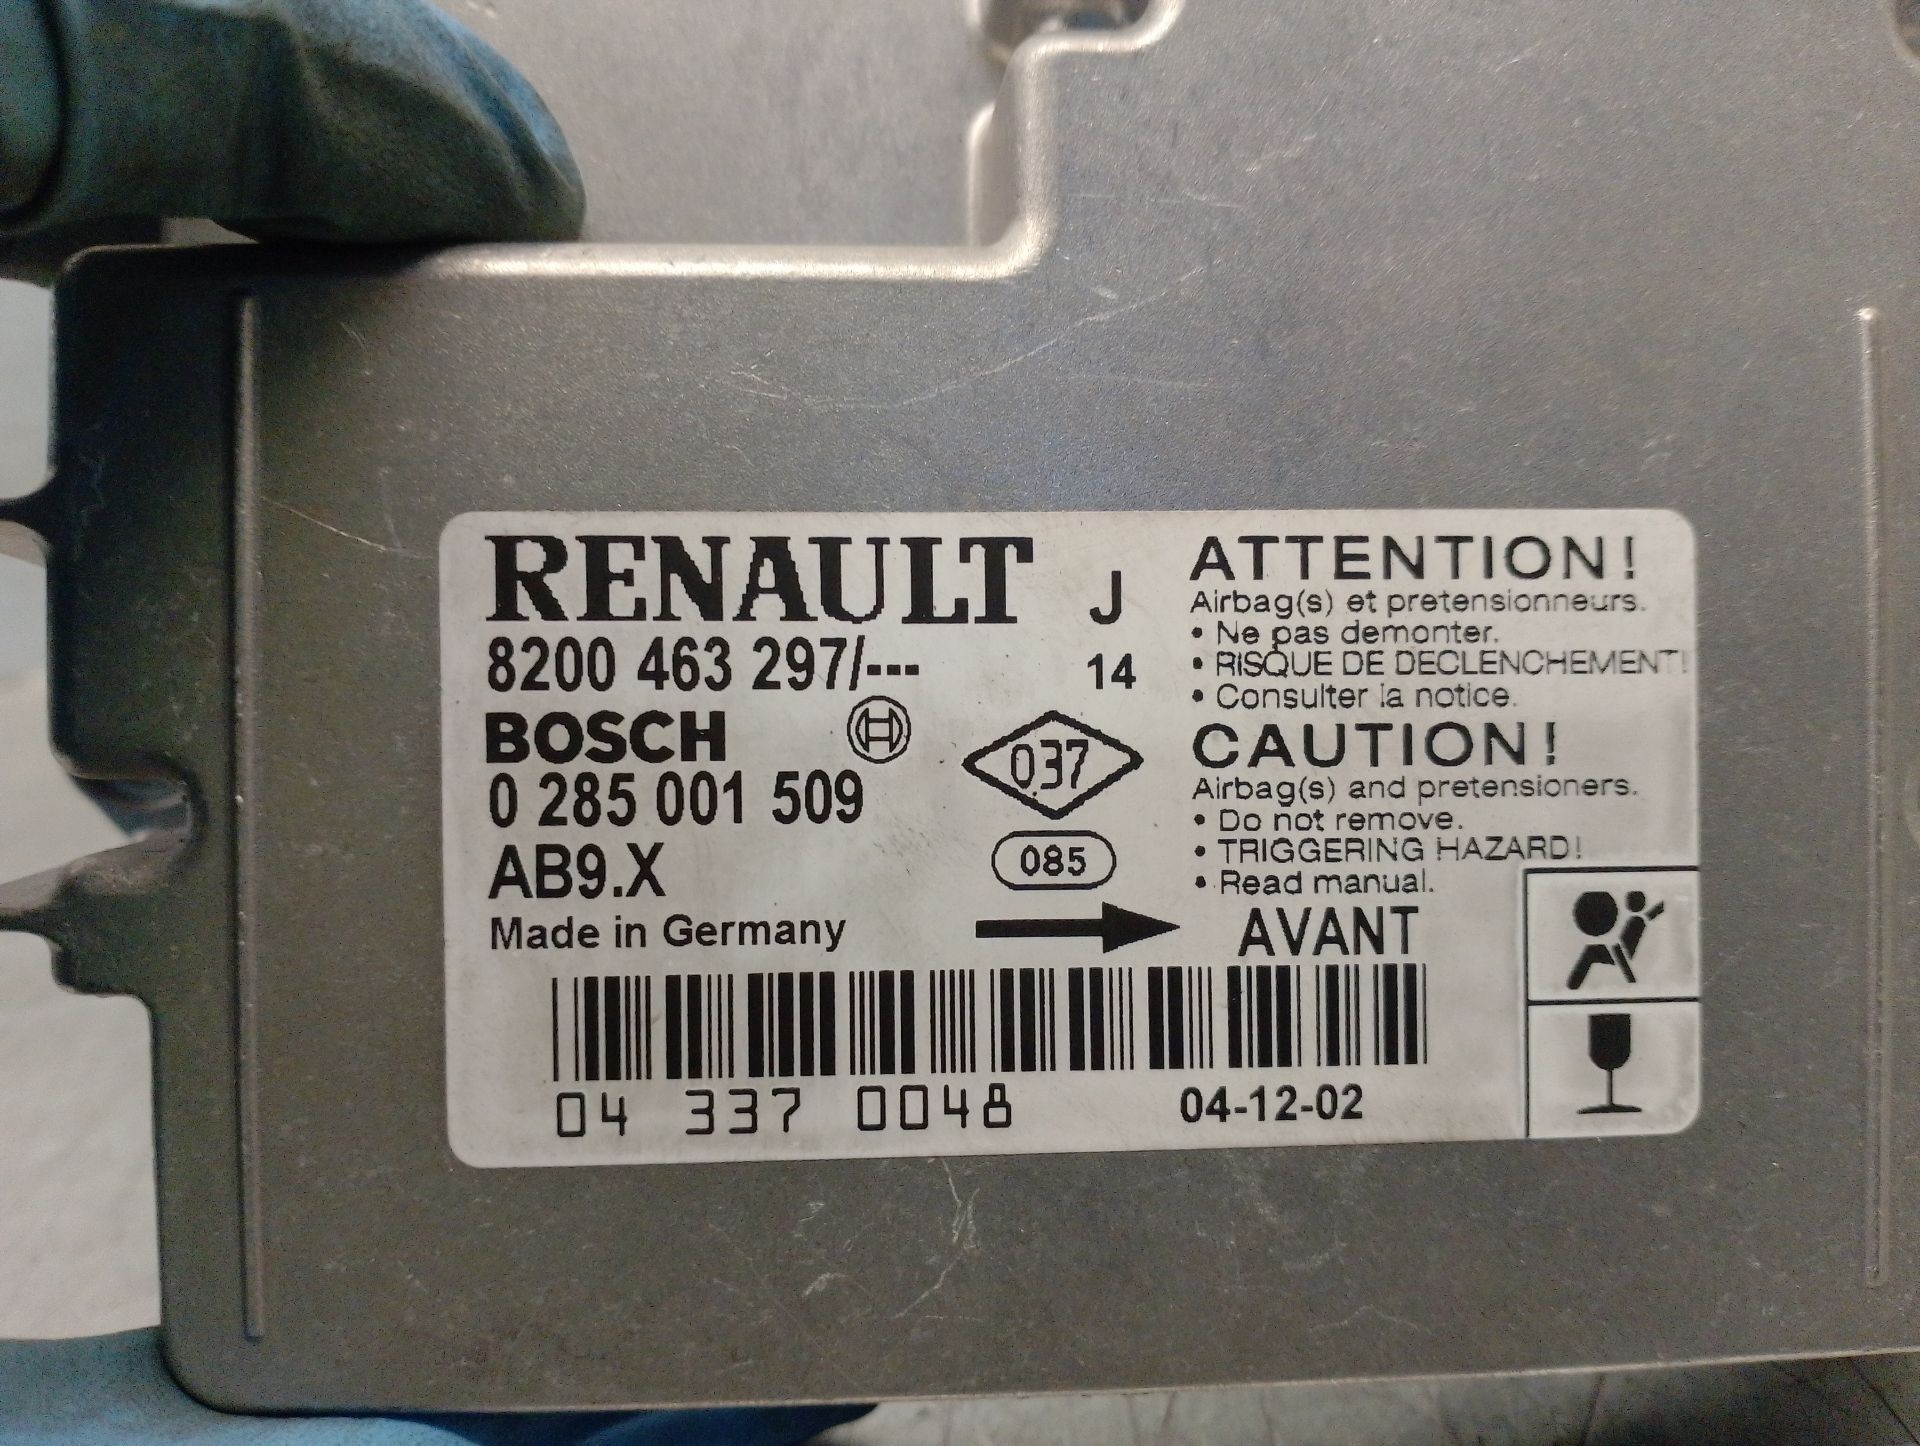 RENAULT J
8200 463 297/--- 14
BOSCH
0 285 001 509
037
AB9.X
085
Made in Germany
ATTENTION!
Airbag(s) et pretensionneurs.
• Ne pas demonter.
• RISQUE DE DECLENCHEMENT!
• Consulter la notice.
CAUTION!
Airbag(s) and pretensioners.
• Do not remove.
• TRIGGERING HAZARD!
• Read manual.
AVANT
04 337 0048 04-12-02